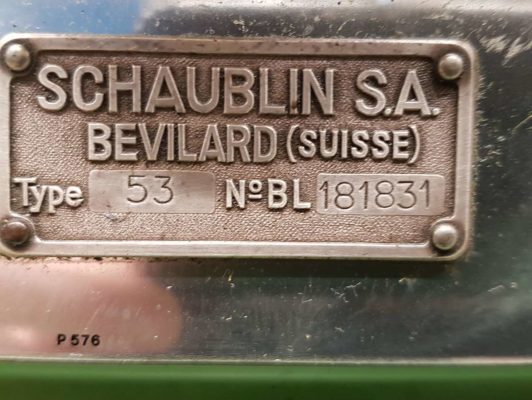 SCHAUBLIN S.A.
BEVILARD (SUISSE)
Type 53 NºBL 181831
P 576